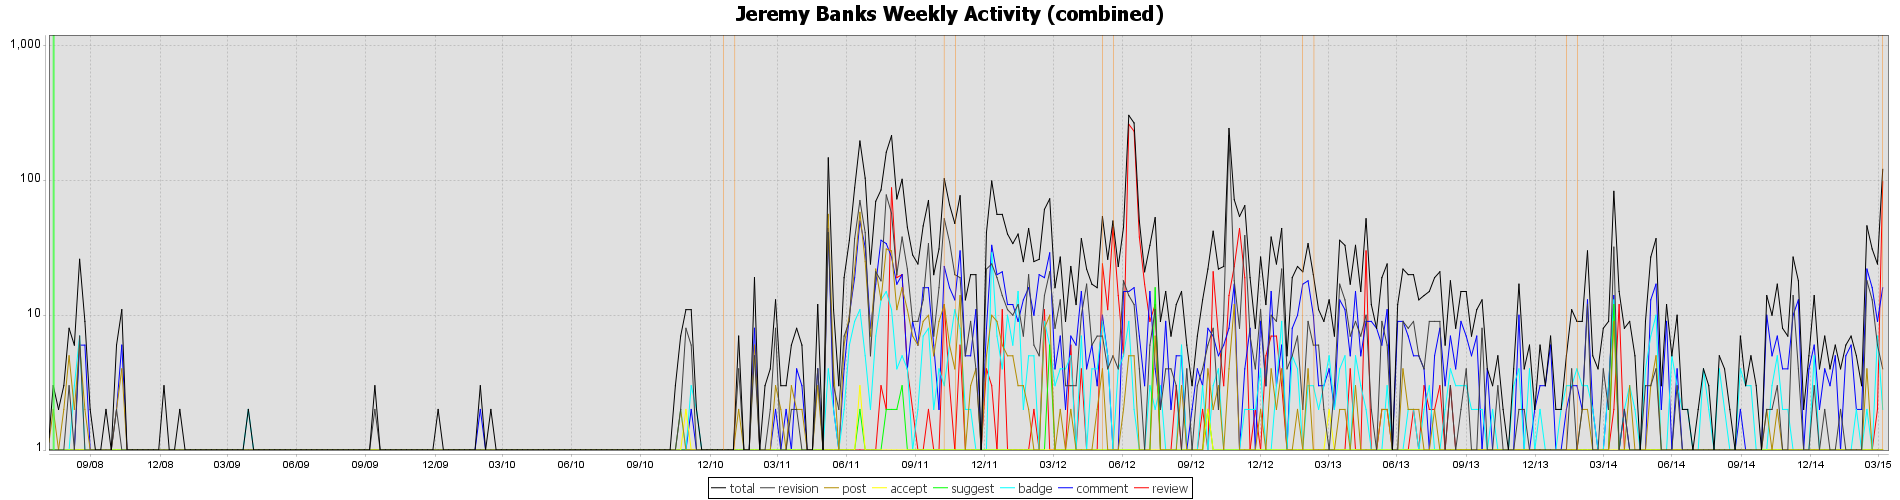 Jeremy Banks Weekly Activity (combined)
1,000
100
10
1
09/08 12/08 03/09 06/09 09/09 12/09 03/10 06/10 09/10 12/10 03/11 06/11 09/11 12/11 03/12 06/12 09/12 12/12 03/13 06/13 09/13 12/13 03/14 06/14 09/14 12/14 03/15
total revision post accept suggest badge comment review